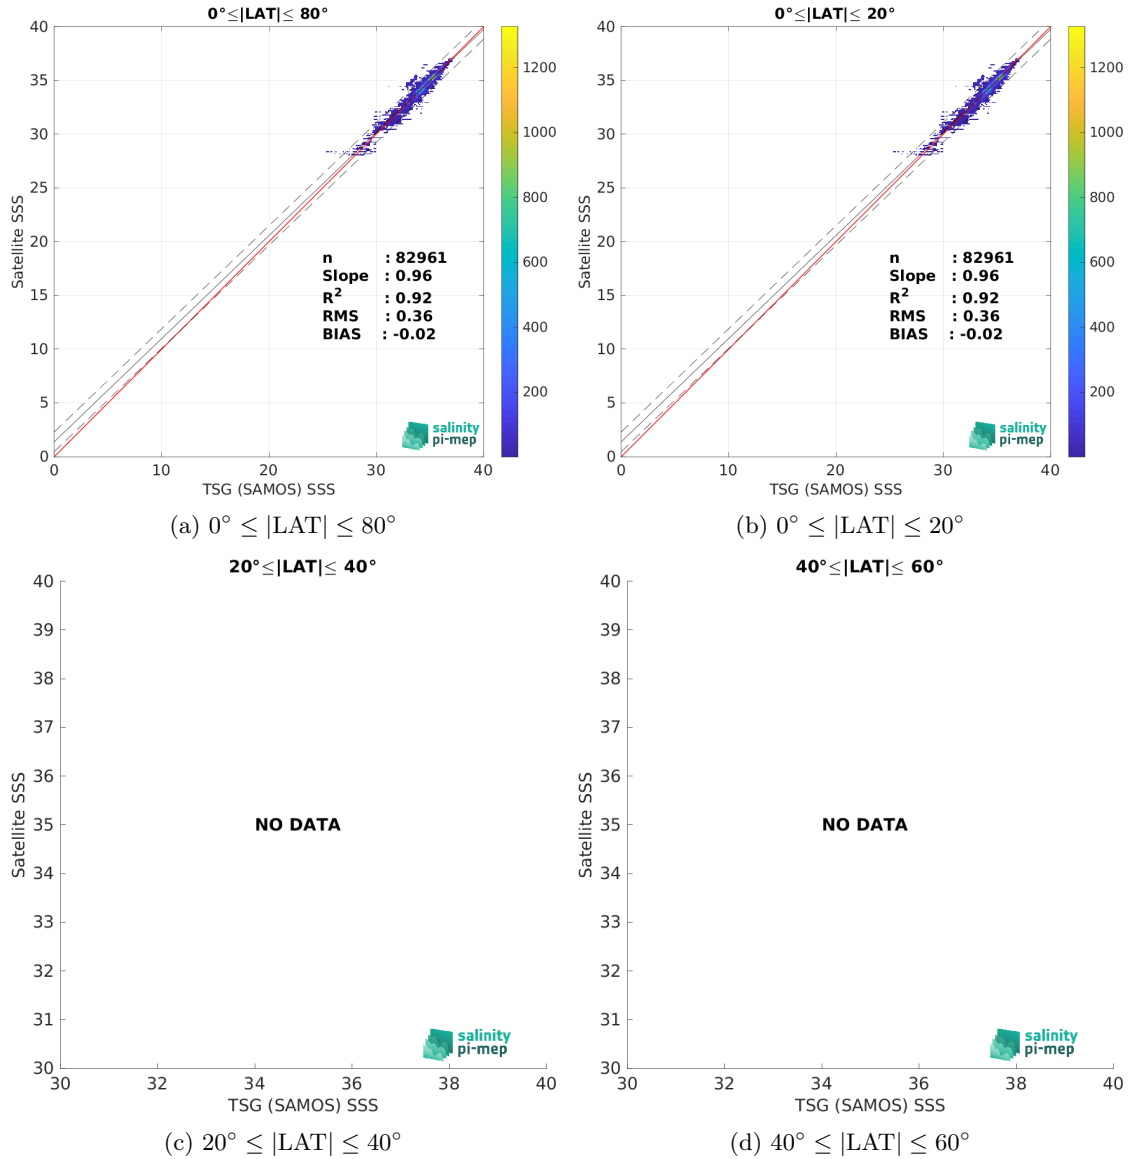 0°≤|LAT|≤ 80°
40
35
30
25
20
15
10
5
0
Satellite SSS
n : 82961
Slope : 0.96
R² : 0.92
RMS : 0.36
BIAS : -0.02
salinity
pi-mep
0 10 20 30 40
TSG (SAMOS) SSS
1200
1000
800
600
400
200
(a) 0° ≤ |LAT| ≤ 80°
0°≤|LAT|≤ 20°
40
35
30
25
20
15
10
5
0
Satellite SSS
n : 82961
Slope : 0.96
R² : 0.92
RMS : 0.36
BIAS : -0.02
salinity
pi-mep
0 10 20 30 40
TSG (SAMOS) SSS
1200
1000
800
600
400
200
(b) 0° ≤ |LAT| ≤ 20°
20°≤|LAT|≤ 40°
40
39
38
37
36
35
34
33
32
31
30
Satellite SSS
NO DATA
salinity
pi-mep
30 32 34 36 38 40
TSG (SAMOS) SSS
(c) 20° ≤ |LAT| ≤ 40°
40°≤|LAT|≤ 60°
40
39
38
37
36
35
34
33
32
31
30
Satellite SSS
NO DATA
salinity
pi-mep
30 32 34 36 38 40
TSG (SAMOS) SSS
(d) 40° ≤ |LAT| ≤ 60°